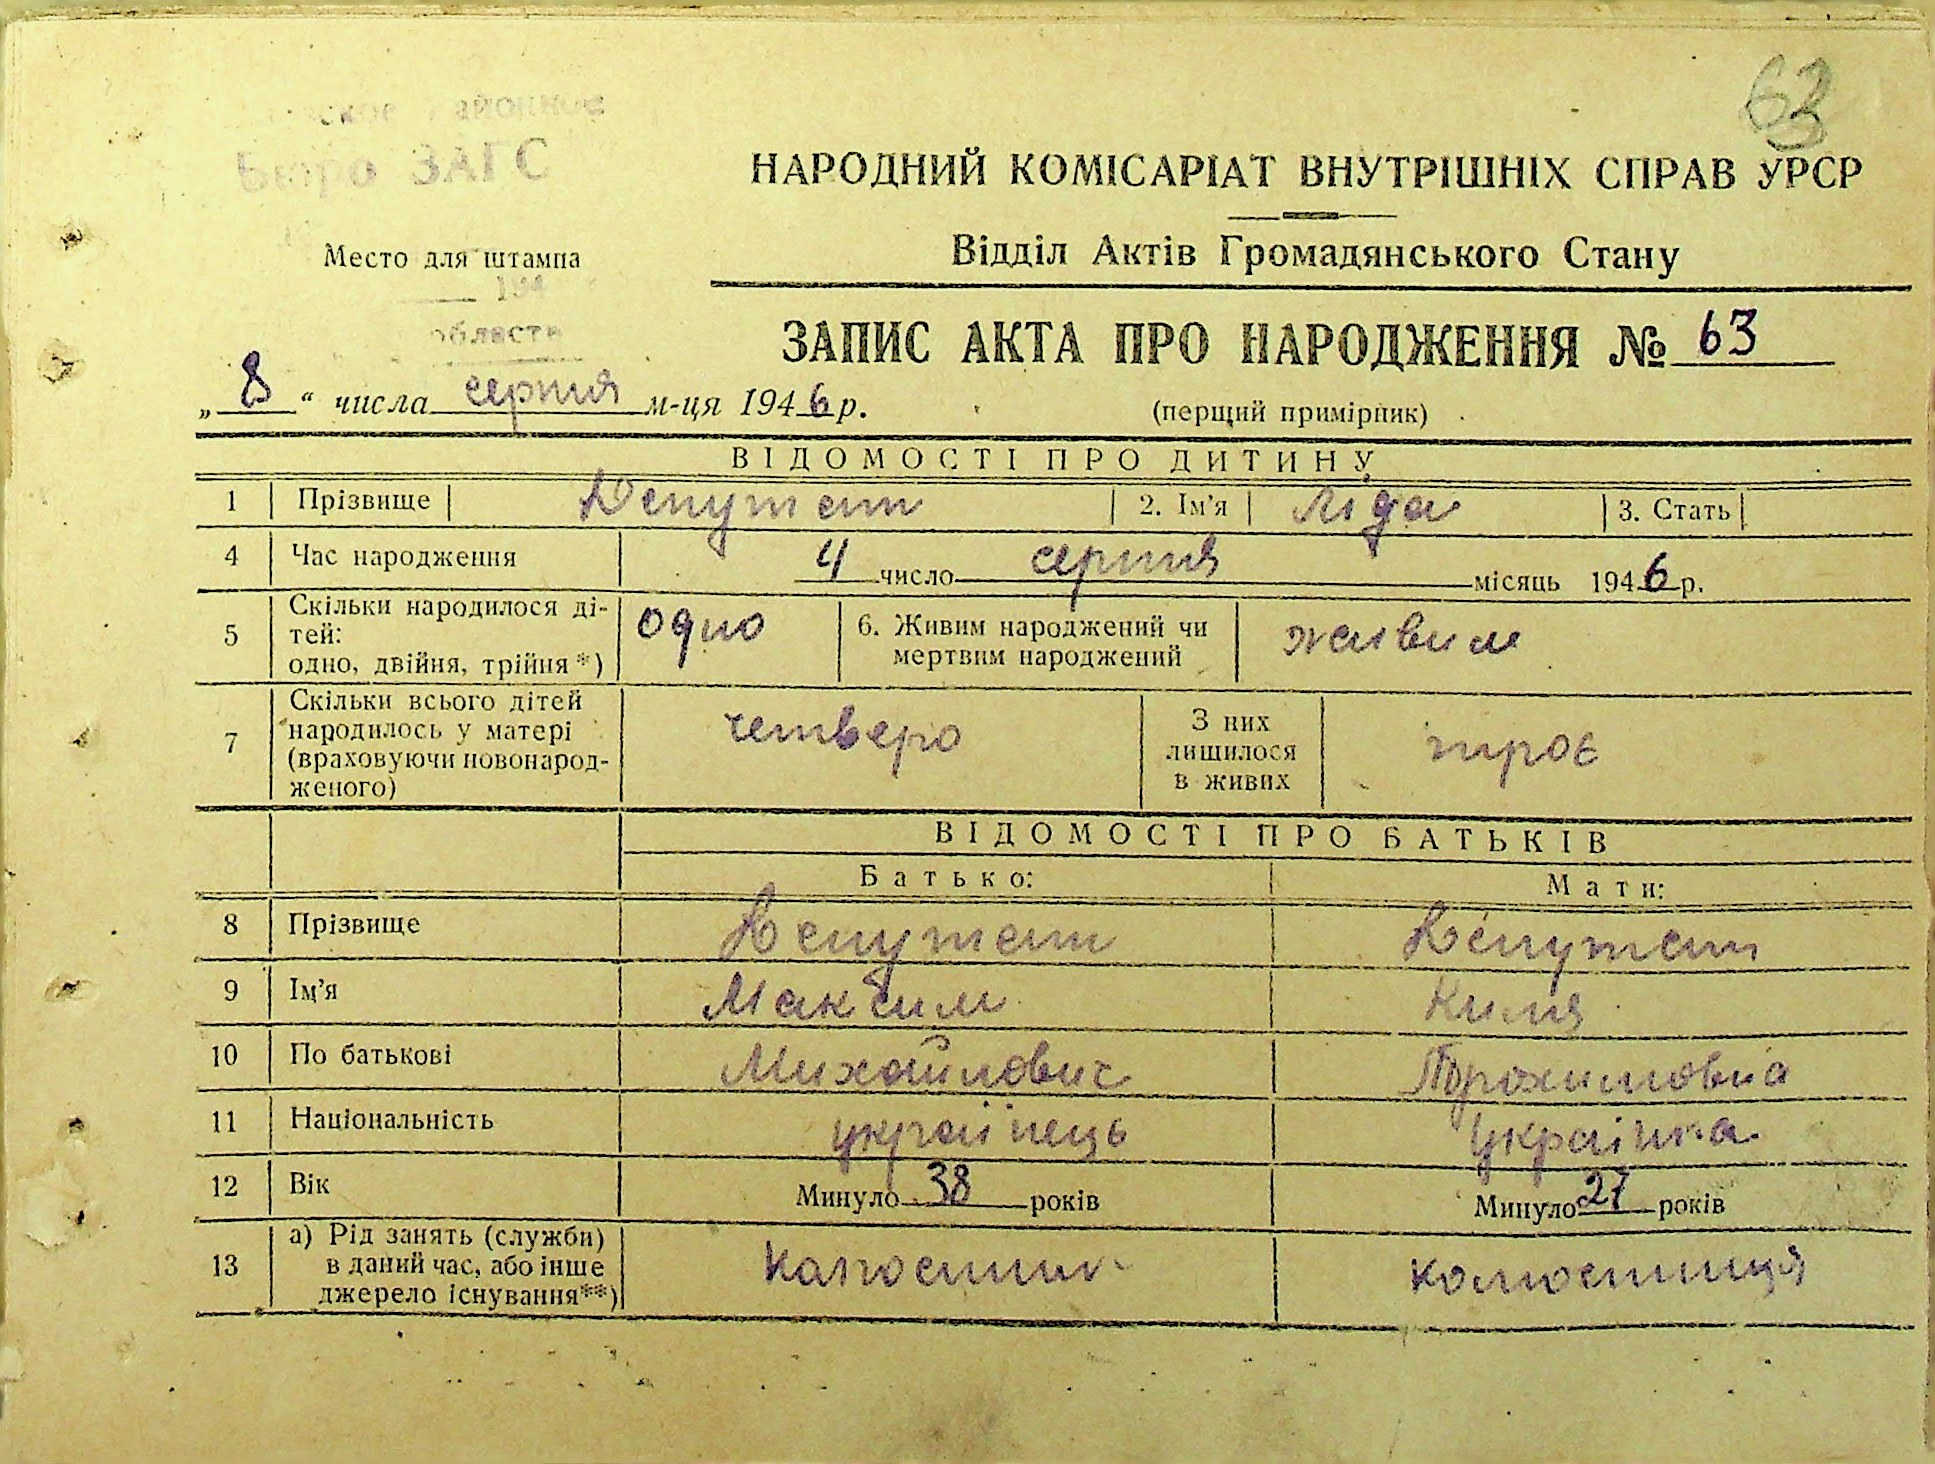 63
Бюро ЗАГС
НАРОДНИЙ КОМІСАРІАТ ВНУТРІШНІХ СПРАВ УРСР
Место для штампа
Відділ Актів Громадянського Стану
194
области
ЗАПИС АКТА ПРО НАРОДЖЕННЯ № 63
„ 8 “ числа серпня м-ця 1946 р. (перщий примірник)
ВІДОМОСТІ ПРО ДИТИНУ
1 Прізвище Депутат 2. Ім'я Ліда 3. Стать
4 Час народження 4 число серпня місяць 1946 р.
5 Скільки народилося ді-
тей:
одно, двійня, трійня*) одно 6. Живим народжений чи
мертвим народжений живим
7 Скільки всього дітей
народилось у матері
(враховуючи новонарод-
женого) четверо З них
лишилося
в живих троє
ВІДОМОСТІ ПРО БАТЬКІВ
Батько: Мати:
8 Прізвище Депутат Депутат
9 Ім'я Максим Киля
10 По батькові Михайлович Трохимовна
11 Національність українець українка
12 Вік Минуло 38 років Минуло 27 років
13 а) Рід занять (служби)
в даний час, або інше
джерело існування**) колгоспник колгоспниця